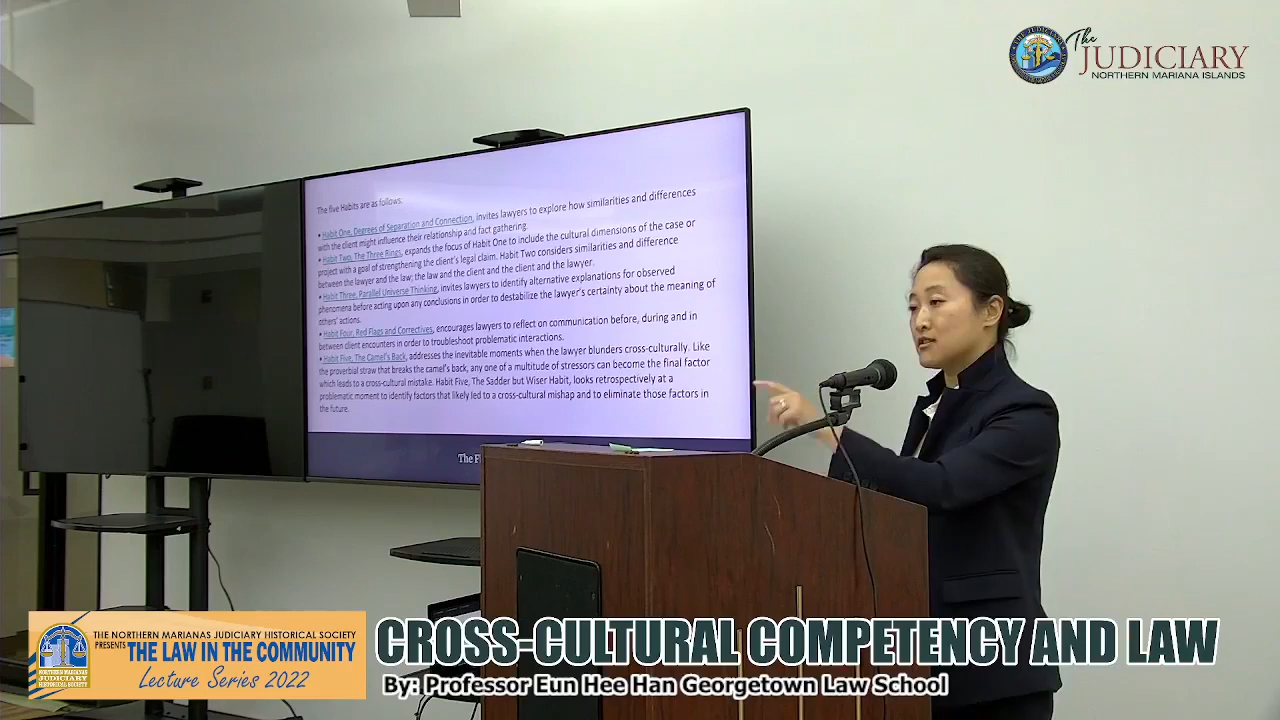 The
JUDICIARY
NORTHERN MARIANA ISLANDS
The five Habits are as follows:
• Habit One, Degrees of Separation and Connection, invites lawyers to explore how similarities and differences
with the client might influence their relationship and fact gathering.
• Habit Two, The Three Rings, expands the focus of Habit One to include the cultural dimensions of the case or
project with a goal of strengthening the client's legal claim. Habit Two considers similarities and difference
between the lawyer and the law; the law and the client and the client and the lawyer.
• Habit Three, Parallel Universe Thinking, invites lawyers to identify alternative explanations for observed
phenomena before acting upon any conclusions in order to destabilize the lawyer's certainty about the meaning of
others' actions.
• Habit Four, Red Flags and Correctives, encourages lawyers to reflect on communication before, during and in
between client encounters in order to troubleshoot problematic interactions.
• Habit Five, The Camel's Back, addresses the inevitable moments when the lawyer blunders cross-culturally. Like
the proverbial straw that breaks the camel's back, any one of a multitude of stressors can become the final factor
which leads to a cross-cultural mistake. Habit Five, The Sadder but Wiser Habit, looks retrospectively at a
problematic moment to identify factors that likely led to a cross-cultural mishap and to eliminate those factors in
the future.
The
THE NORTHERN MARIANAS JUDICIARY HISTORICAL SOCIETY
PRESENTS THE LAW IN THE COMMUNITY
Lecture Series 2022
NORTHERN MARIANAS
JUDICIARY
HISTORICAL SOCIETY
CROSS-CULTURAL COMPETENCY AND LAW
By: Professor Eun Hee Han Georgetown Law School